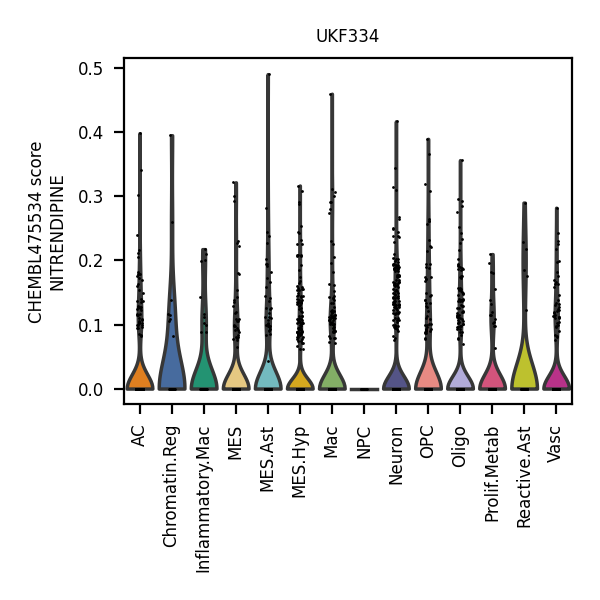 UKF334
CHEMBL475534 score
NITRENDIPINE
0.5
0.4
0.3
0.2
0.1
0.0
AC
Chromatin.Reg
Inflammatory.Mac
MES
MES.Ast
MES.Hyp
Mac
NPC
Neuron
OPC
Oligo
Prolif.Metab
Reactive.Ast
Vasc